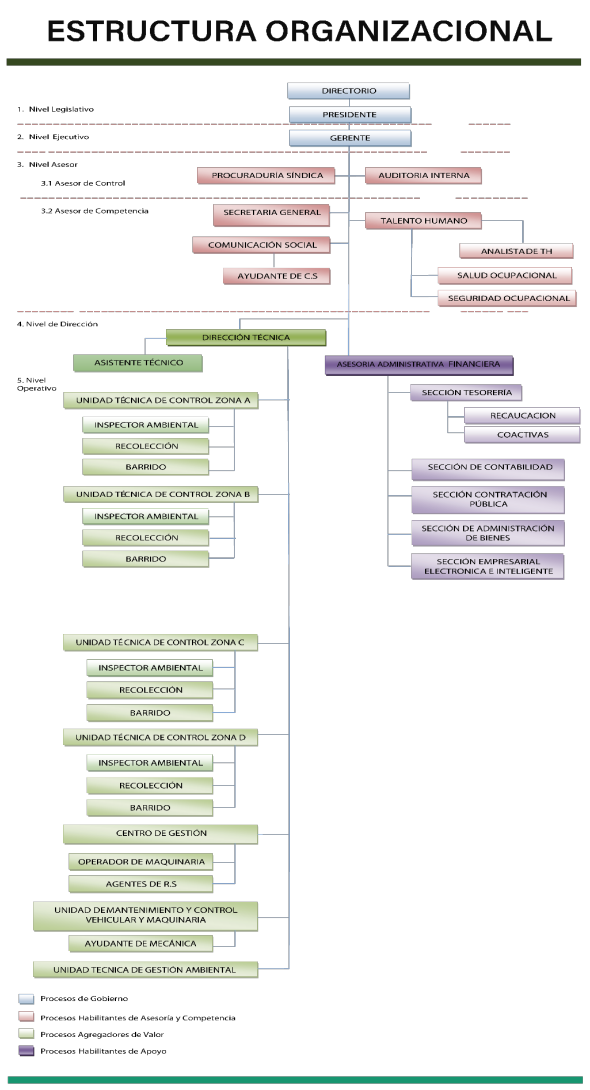 ESTRUCTURA ORGANIZACIONAL
DIRECTORIO
1. Nivel Legislativo
PRESIDENTE
2. Nivel Ejecutivo
GERENTE
3. Nivel Asesor
PROCURADURÍA SÍNDICA
AUDITORIA INTERNA
3.1 Asesor de Control
3.2 Asesor de Competencia
SECRETARIA GENERAL
TALENTO HUMANO
COMUNICACIÓN SOCIAL
ANALISTA DE TH
AYUDANTE DE C.S
SALUD OCUPACIONAL
SEGURIDAD OCUPACIONAL
4. Nivel de Dirección
DIRECCIÓN TÉCNICA
ASISTENTE TÉCNICO
ASESORIA ADMINISTRATIVA FINANCIERA
5. Nivel
Operativo
UNIDAD TÉCNICA DE CONTROL ZONA A
INSPECTOR AMBIENTAL
RECOLECCIÓN
BARRIDO
UNIDAD TÉCNICA DE CONTROL ZONA B
INSPECTOR AMBIENTAL
RECOLECCIÓN
BARRIDO
SECCIÓN TESORERÍA
RECAUCACION
COACTIVAS
SECCIÓN DE CONTABILIDAD
SECCIÓN CONTRATACIÓN
PÚBLICA
SECCIÓN DE ADMINISTRACIÓN
DE BIENES
SECCIÓN EMPRESARIAL
ELECTRONICA E INTELIGENTE
UNIDAD TÉCNICA DE CONTROL ZONA C
INSPECTOR AMBIENTAL
RECOLECCIÓN
BARRIDO
UNIDAD TÉCNICA DE CONTROL ZONA D
INSPECTOR AMBIENTAL
RECOLECCIÓN
BARRIDO
CENTRO DE GESTIÓN
OPERADOR DE MAQUINARIA
AGENTES DE R.S
UNIDAD DEMANTENIMIENTO Y CONTROL
VEHICULAR Y MAQUINARIA
AYUDANTE DE MECÁNICA
UNIDAD TECNICA DE GESTIÓN AMBIENTAL
Procesos de Gobierno
Procesos Habilitantes de Asesoría y Competencia
Procesos Agregadores de Valor
Procesos Habilitantes de Apoyo